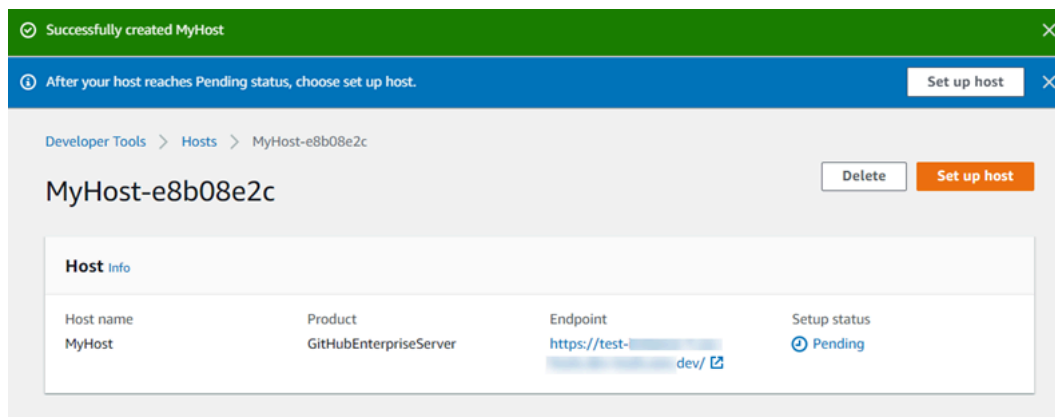 Successfully created MyHost
After your host reaches Pending status, choose set up host.
Set up host
Developer Tools > Hosts > MyHost-e8b08e2c
MyHost-e8b08e2c
Delete
Set up host
Host Info
Host name
Product
Endpoint
Setup status
MyHost
GitHubEnterpriseServer
https://test-
dev/
Pending